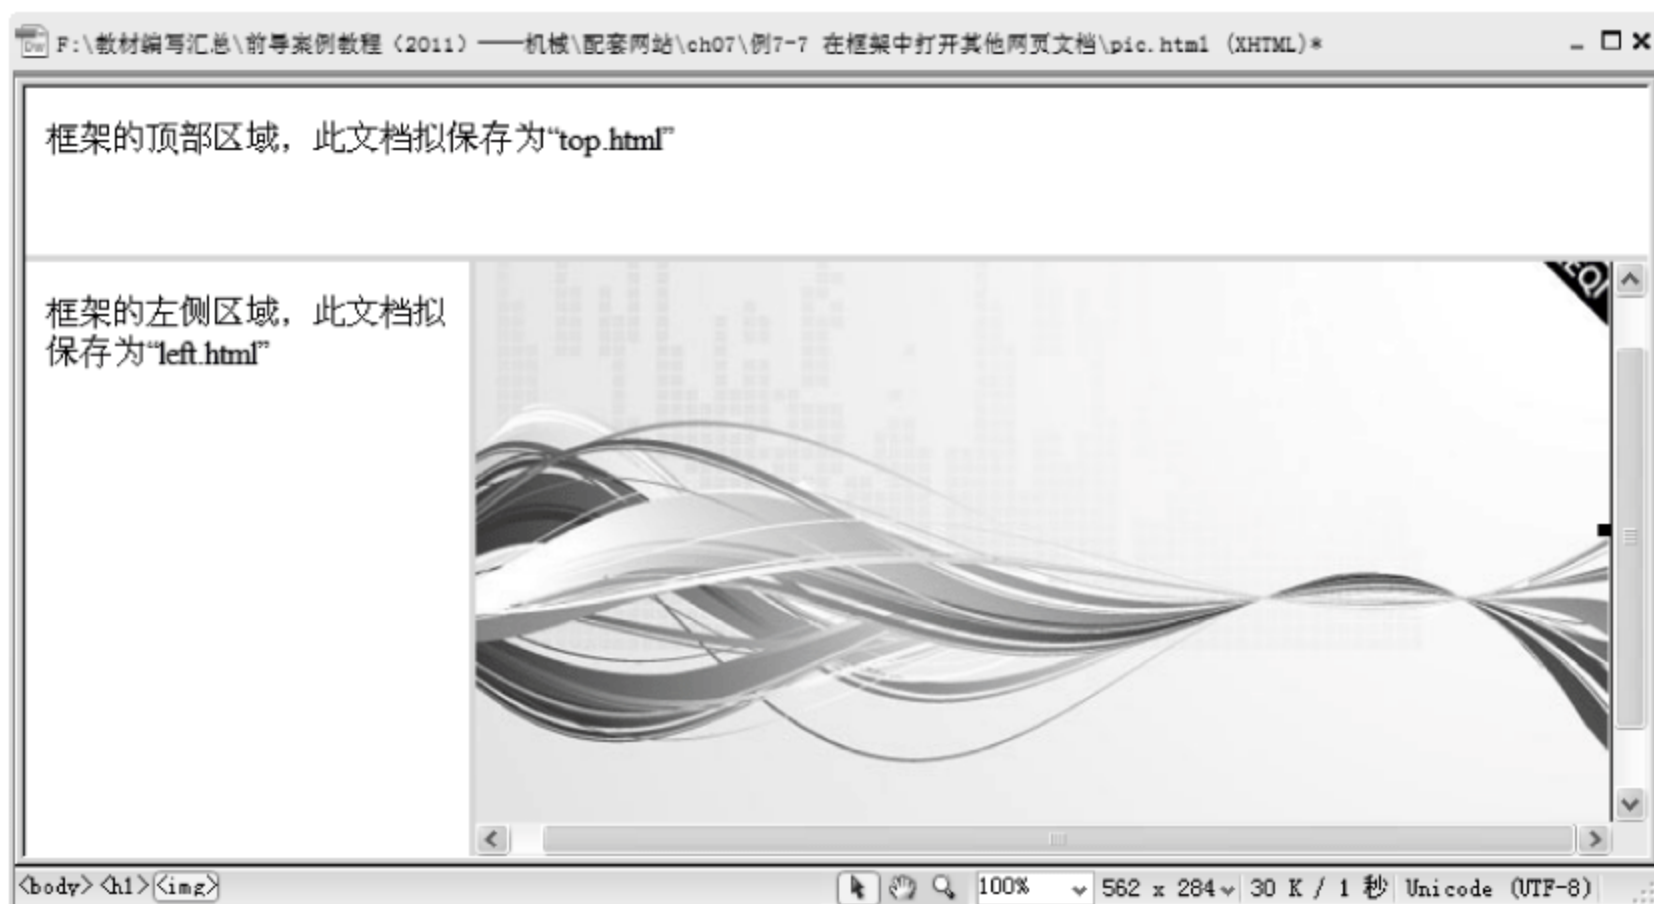 F:\教材编写汇总\前导案例教程（2011）——机械\配套网站\ch07\例7-7 在框架中打开其他网页文档\pic.html (XHTML)*
框架的顶部区域，此文档拟保存为“top.html”
框架的左侧区域，此文档拟
保存为“left.html”
<body> <h1> <img> 100% 562 x 284 30 K / 1 秒 Unicode (UTF-8)